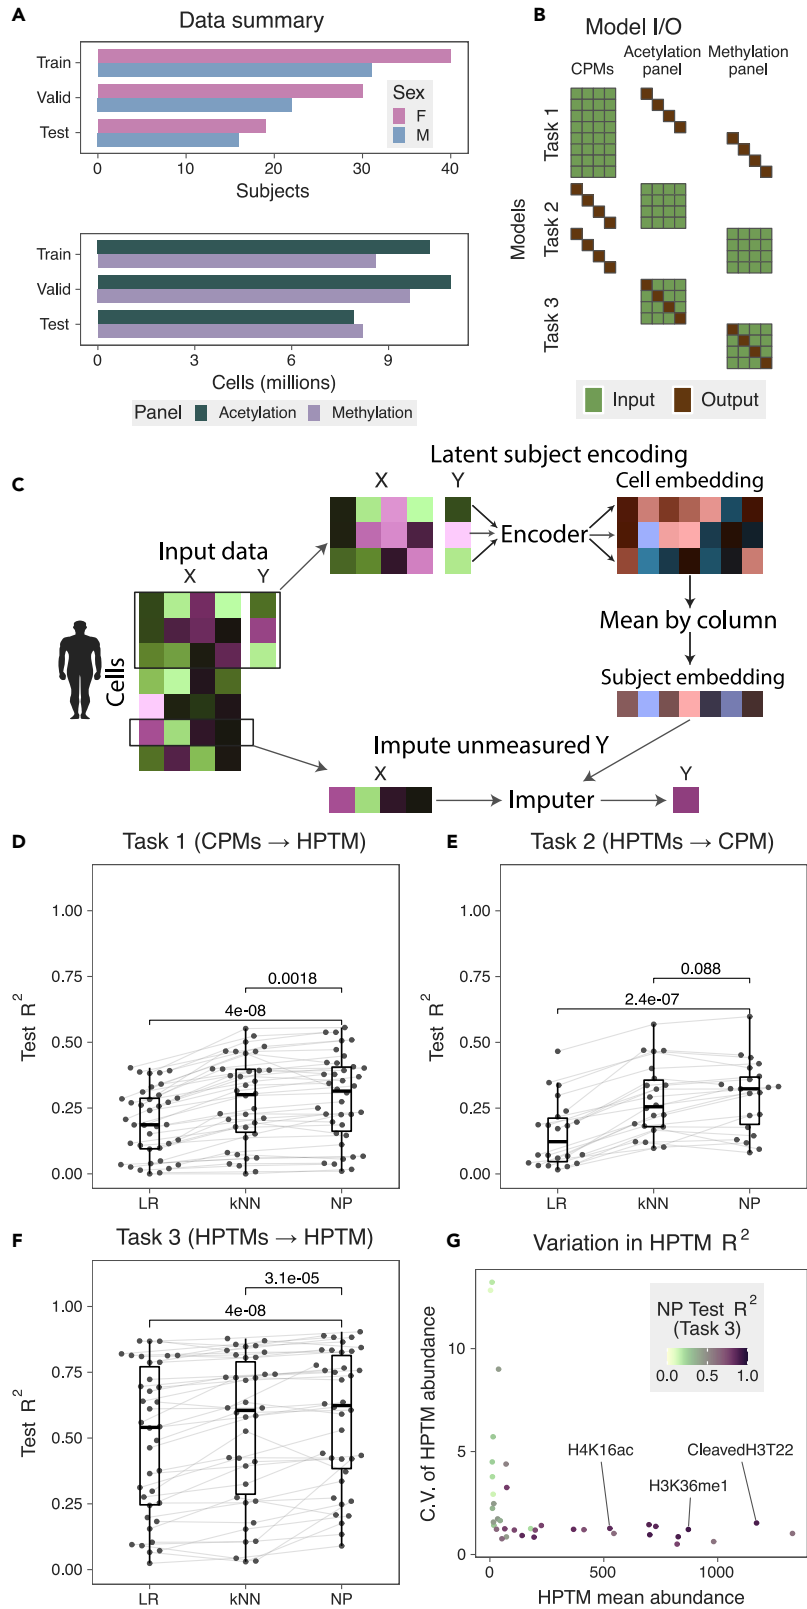 A
Data summary
Train
Valid
Test
Sex
F
M
0 10 20 30 40
Subjects
Train
Valid
Test
0 3 6 9
Cells (millions)
Panel Acetylation Methylation
B
Model I/O
CPMs
Acetylation
panel
Methylation
panel
Models
Task 1
Task 2
Task 3
Input Output
C
Latent subject encoding
X Y
Cell embedding
Encoder
Input data
X Y
Cells
Mean by column
Subject embedding
Impute unmeasured Y
X
Imputer
Y
D
Task 1 (CPMs → HPTM)
Test R²
1.00
0.75
0.50
0.25
0.00
0.0018
4e-08
LR kNN NP
E
Task 2 (HPTMs → CPM)
Test R²
1.00
0.75
0.50
0.25
0.00
0.088
2.4e-07
LR kNN NP
F
Task 3 (HPTMs → HPTM)
Test R²
1.00
0.75
0.50
0.25
0.00
3.1e-05
4e-08
LR kNN NP
G
Variation in HPTM R²
C.V. of HPTM abundance
10
5
0
NP Test R²
(Task 3)
0.0 0.5 1.0
H4K16ac
CleavedH3T22
H3K36me1
0 500 1000
HPTM mean abundance